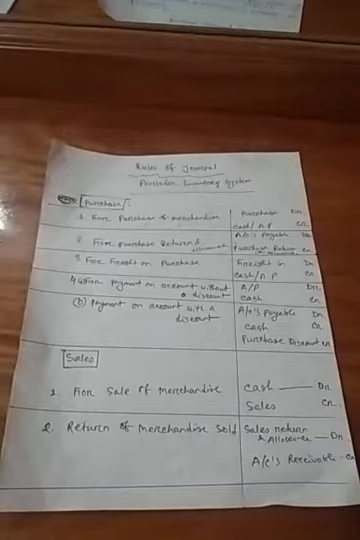 Rules of Journal
Periodic Inventory System
Purchase/:
1. For Purchase of merchandise Purchase Dr.
cash/A.P Cr.
2. For purchase Return & allowance A/c's Payable Dr
Purchase Return & allowance Cr
3. For Freight on Purchase Freight in Dr
cash/A.P Cr
4. For Payment on account without a discount A/P Dr.
cash Cr
(b) Payment on account with a discount A/c's Payable Dr
cash Cr
Purchase Discount Cr
Sales
1. For Sale of Merchandise cash — Dr
Sales Cr.
2. Return of Merchandise Sold Sales return
& Allowance — Dr.
A/c's Receivable - Cr